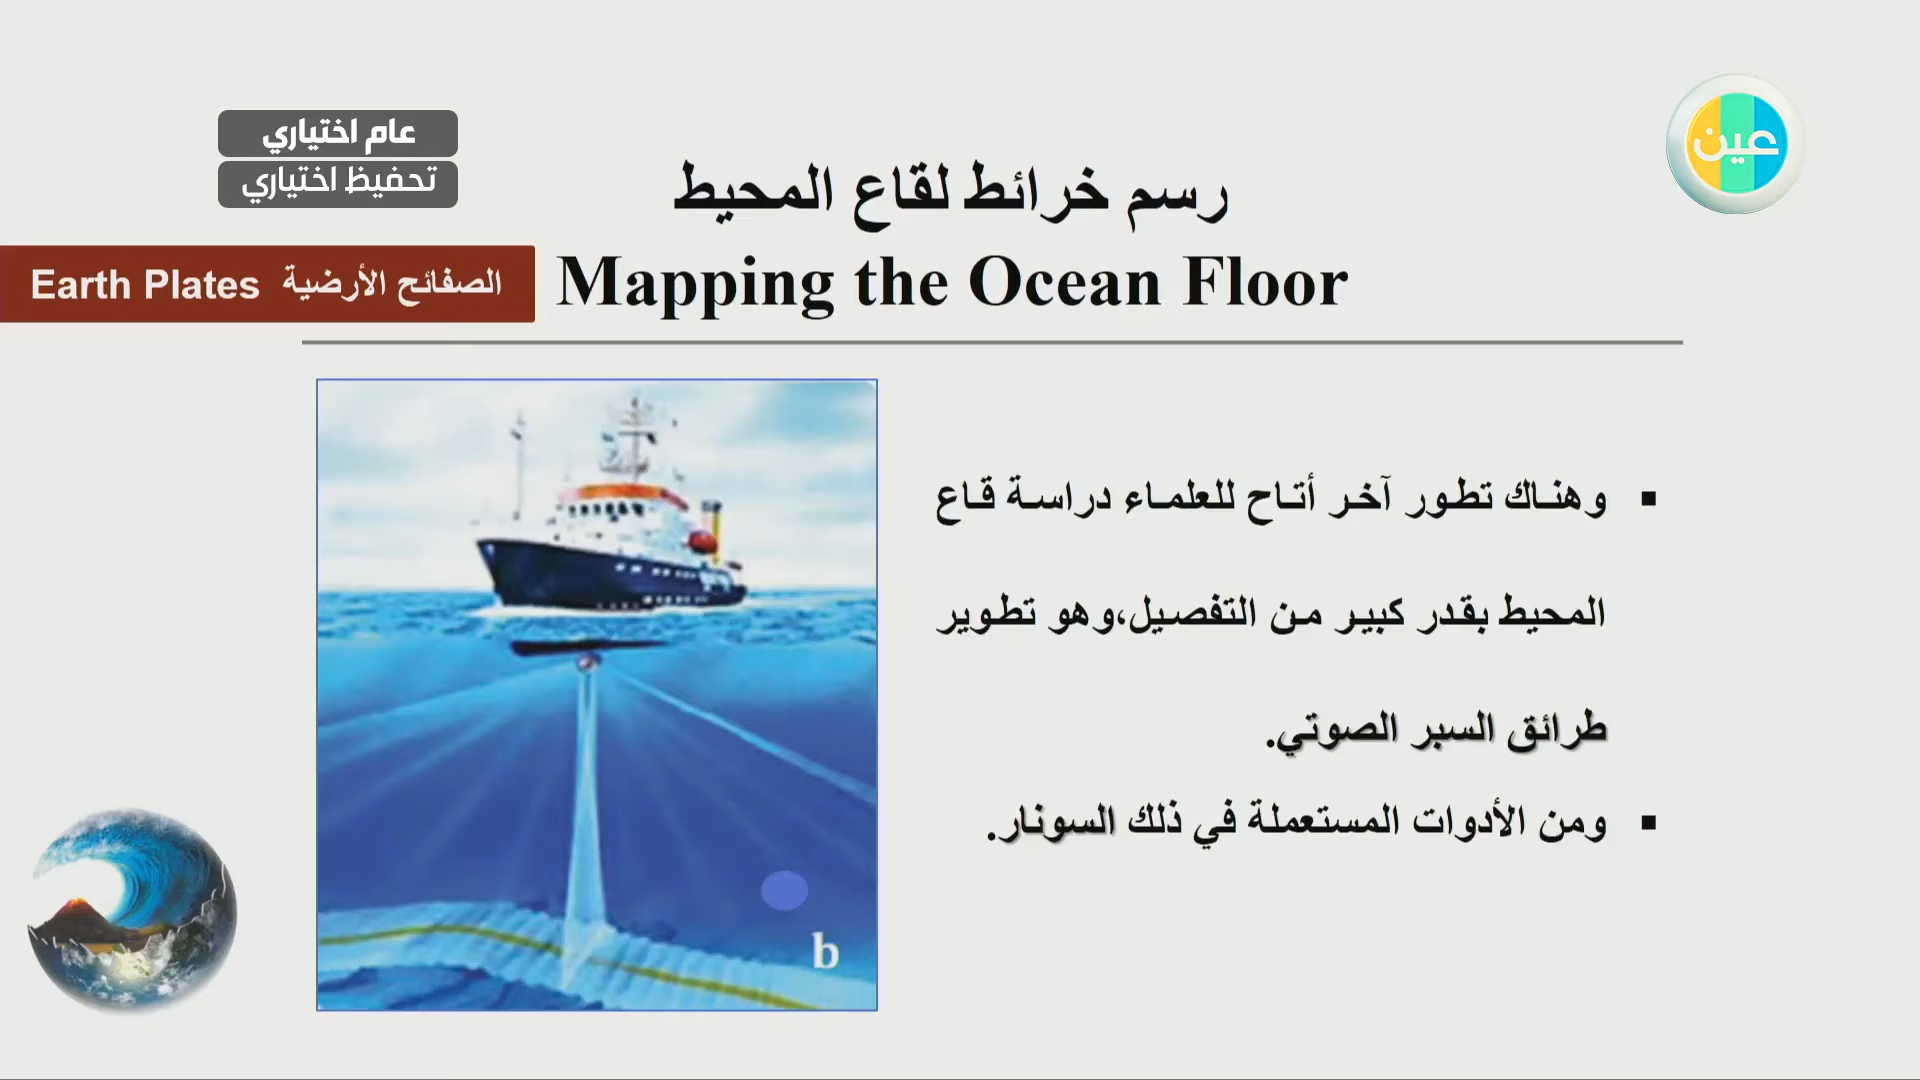 عام اختياري
تحفيظ اختياري
عين
رسم خرائط لقاع المحيط
Mapping the Ocean Floor
الصفائح الأرضية Earth Plates
▪ وهناك تطور آخر أتاح للعلماء دراسة قاع
المحيط بقدر كبير من التفصيل،وهو تطوير
طرائق السبر الصوتي.
▪ ومن الأدوات المستعملة في ذلك السونار.
b